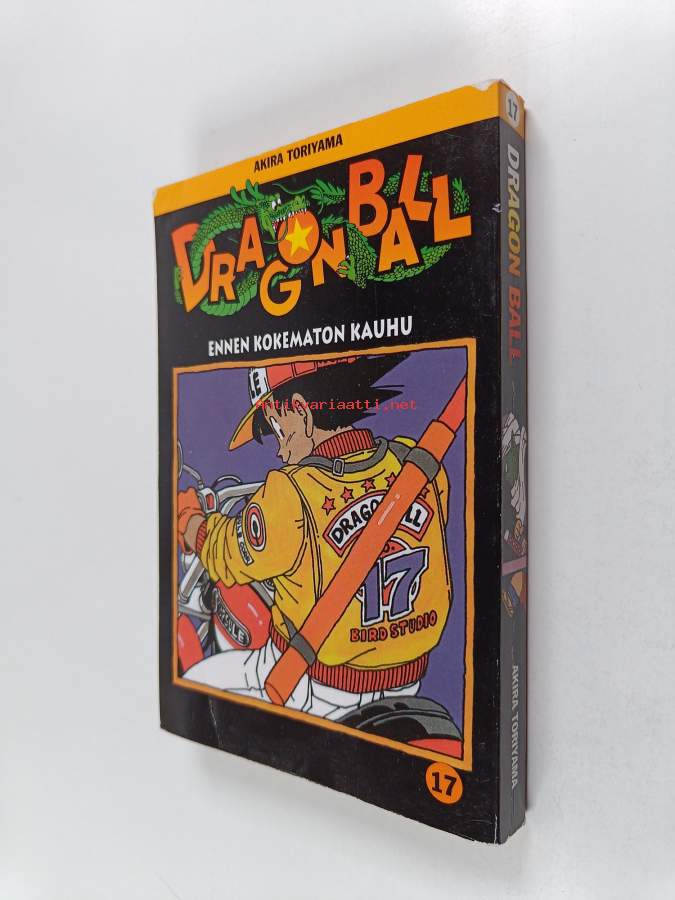 AKIRA TORIYAMA
DRAGON BALL
ENNEN KOKEMATON KAUHU
Antikvariaatti.net
DRAGON BALL
17
BIRD STUDIO
CAPSULE
17
17
DRAGON BALL
AKIRA TORIYAMA